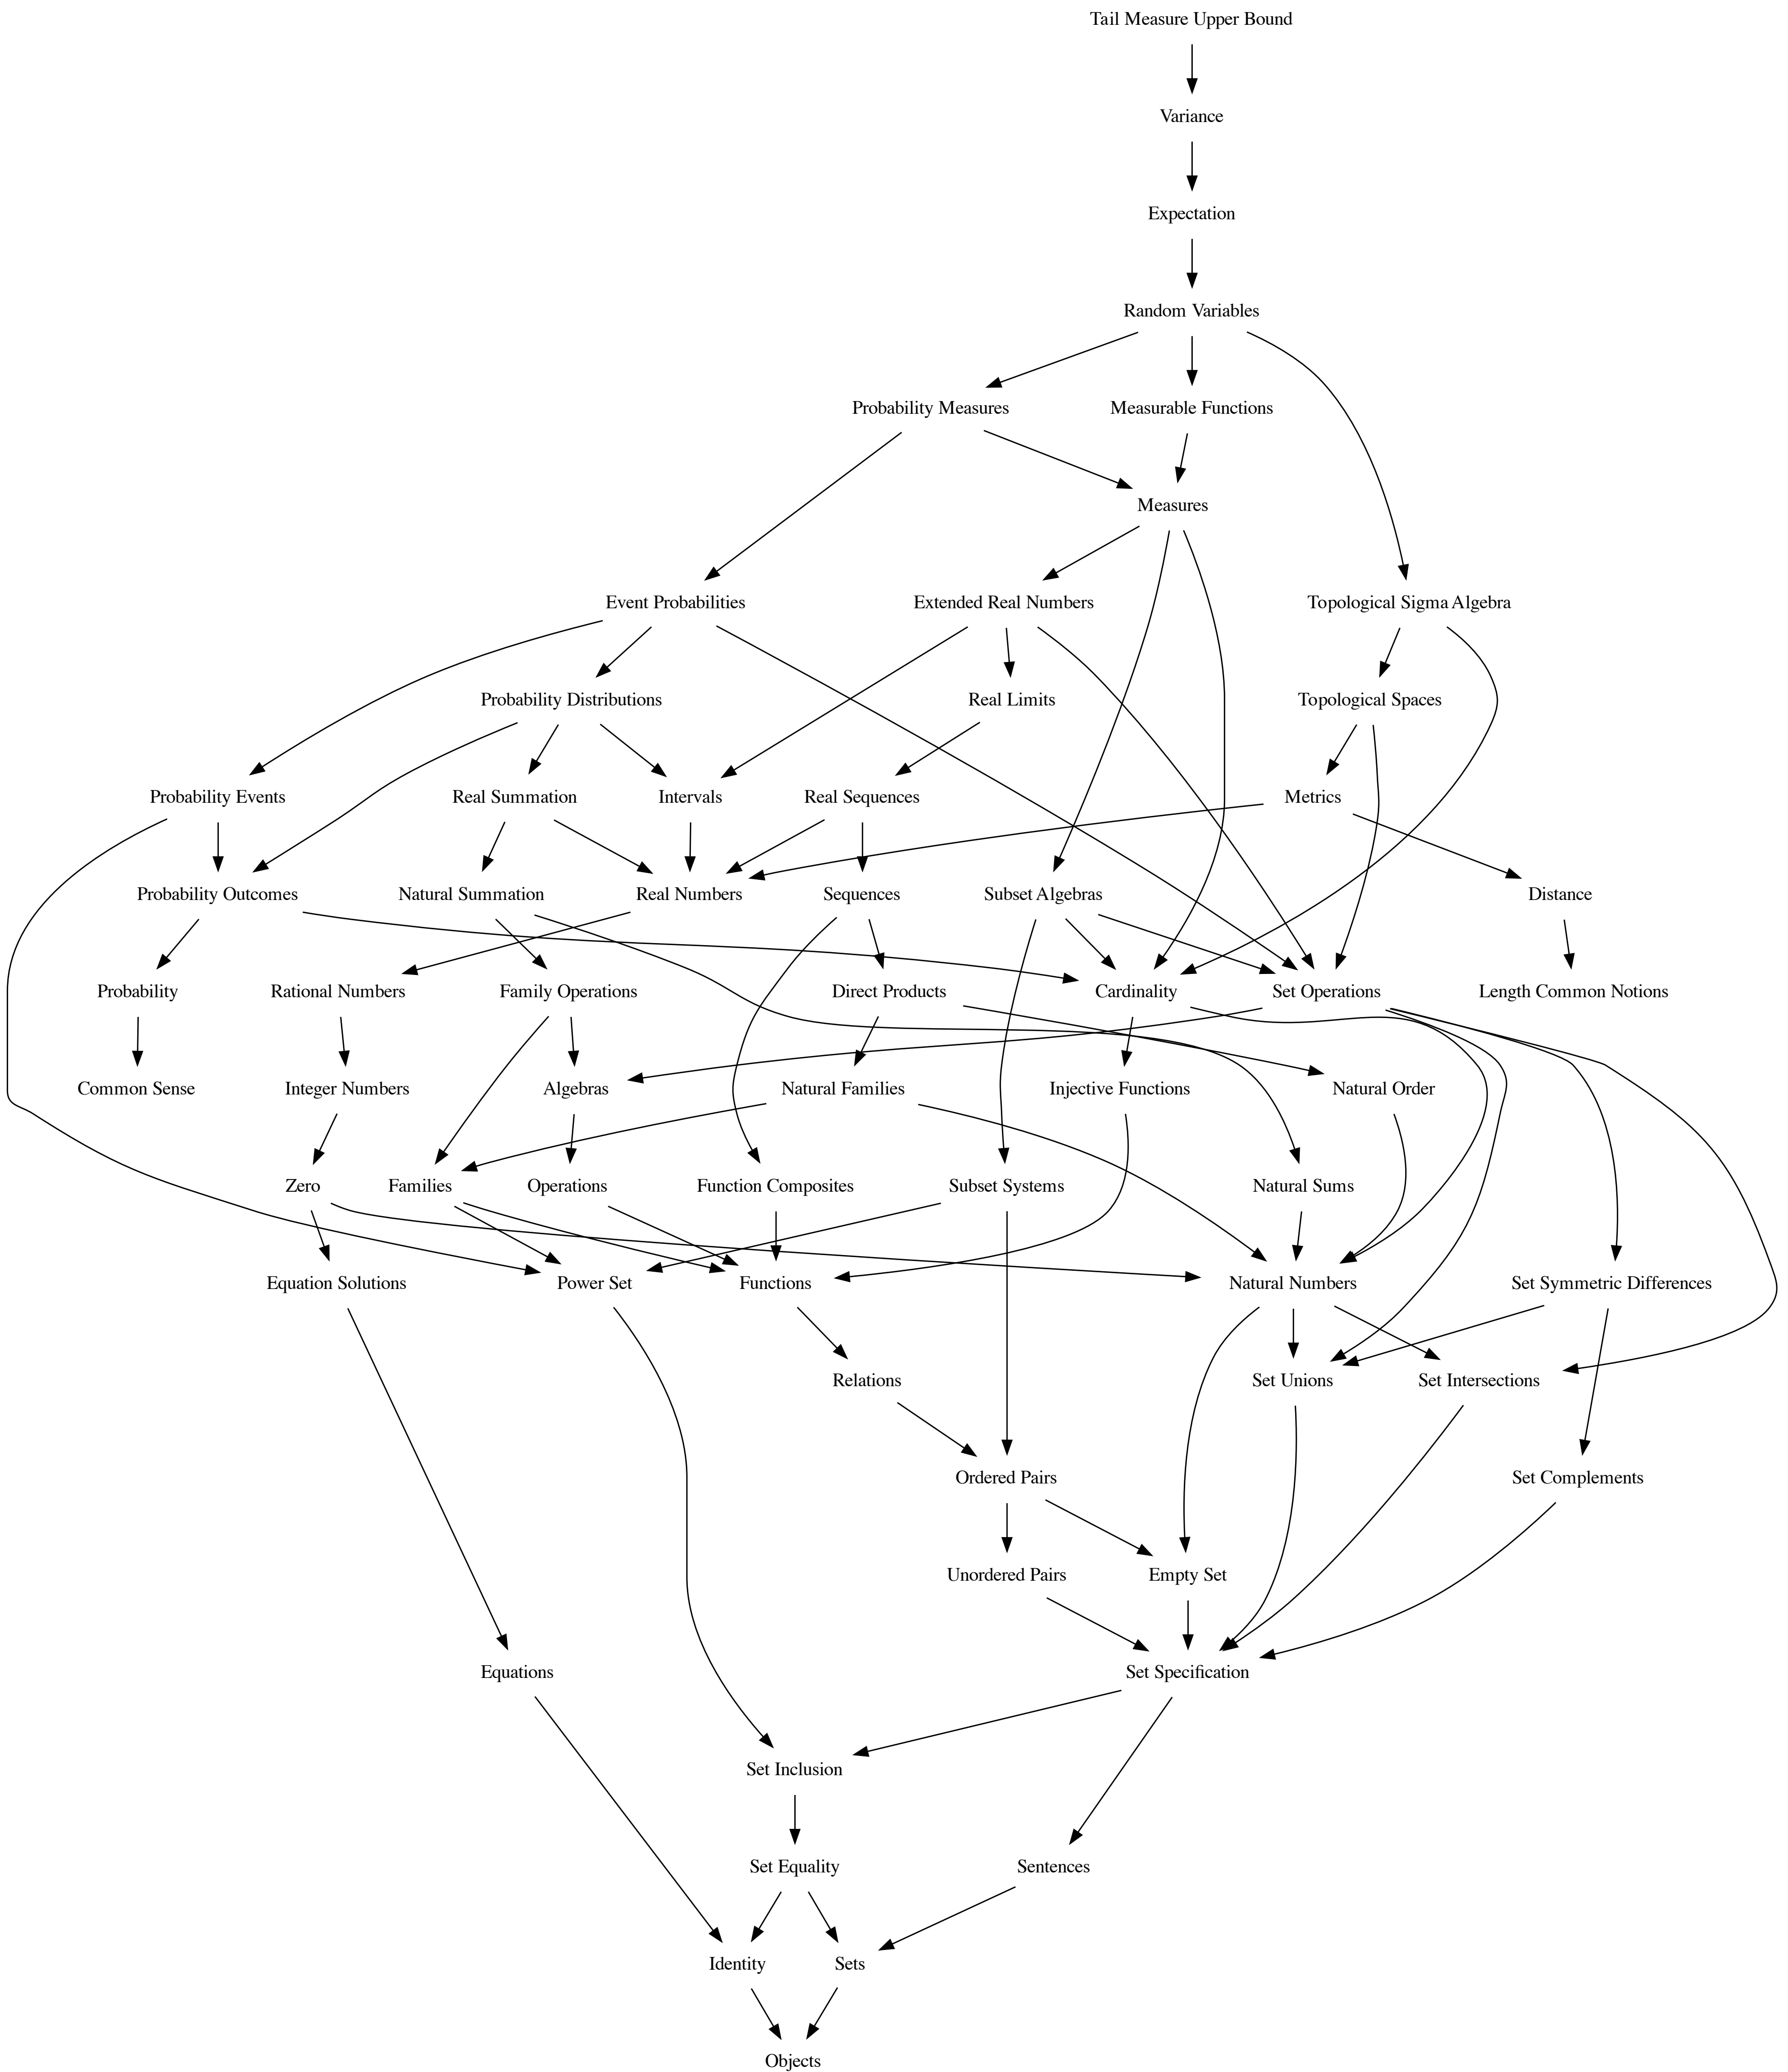 Tail Measure Upper Bound
Variance
Expectation
Random Variables
Probability Measures
Measurable Functions
Measures
Event Probabilities
Extended Real Numbers
Topological Sigma Algebra
Probability Distributions
Real Limits
Topological Spaces
Probability Events
Real Summation
Intervals
Real Sequences
Metrics
Probability Outcomes
Natural Summation
Real Numbers
Sequences
Subset Algebras
Distance
Probability
Rational Numbers
Family Operations
Direct Products
Cardinality
Set Operations
Length Common Notions
Common Sense
Integer Numbers
Algebras
Natural Families
Injective Functions
Natural Order
Zero
Families
Operations
Function Composites
Subset Systems
Natural Sums
Equation Solutions
Power Set
Functions
Natural Numbers
Set Symmetric Differences
Relations
Set Unions
Set Intersections
Ordered Pairs
Set Complements
Unordered Pairs
Empty Set
Equations
Set Specification
Set Inclusion
Set Equality
Sentences
Identity
Sets
Objects